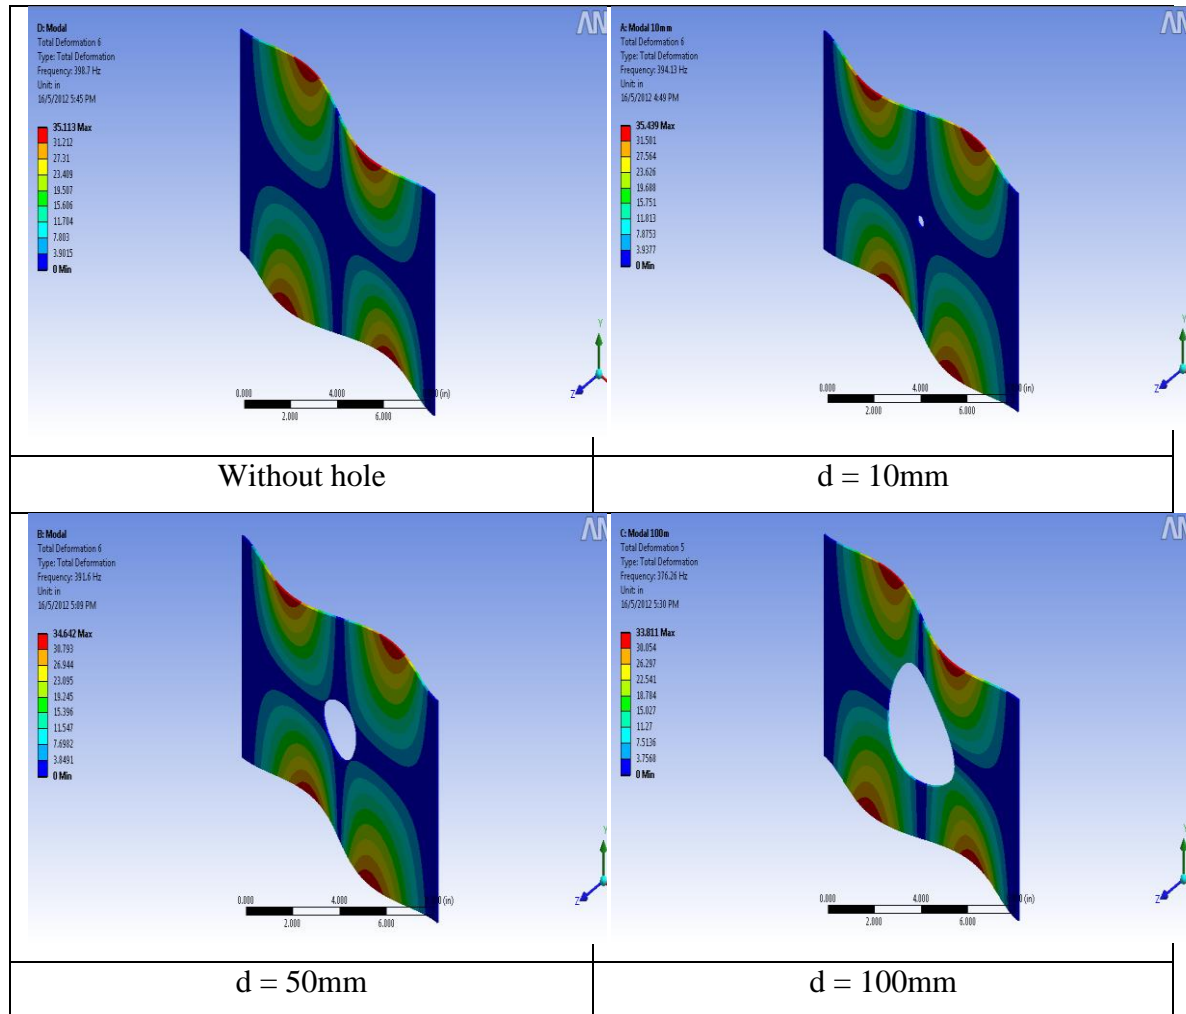 D: Modal
Total Deformation 6
Type: Total Deformation
Frequency: 398.7 Hz
Unit: in
16/5/2012 5:45 PM
35.113 Max
31.212
27.31
23.409
19.507
15.606
11.704
7.803
3.9015
0 Min
AN
Y
Z
0.000 4.000 (in)
2.000 6.000
A: Modal 10mm
Total Deformation 6
Type: Total Deformation
Frequency: 394.13 Hz
Unit: in
16/5/2012 4:49 PM
35.439 Max
31.501
27.564
23.626
19.688
15.751
11.813
7.8753
3.9377
0 Min
AN
Y
Z
0.000 4.000 (in)
2.000 6.000
Without hole
d = 10mm
B: Modal
Total Deformation 6
Type: Total Deformation
Frequency: 391.6 Hz
Unit: in
16/5/2012 5:09 PM
34.642 Max
30.793
26.944
23.095
19.245
15.396
11.547
7.6982
3.8491
0 Min
AN
Y
Z
0.000 4.000 (in)
2.000 6.000
C: Modal 100m
Total Deformation 5
Type: Total Deformation
Frequency: 376.26 Hz
Unit: in
16/5/2012 5:30 PM
33.811 Max
30.054
26.297
22.541
18.784
15.027
11.27
7.5136
3.7568
0 Min
AN
Y
Z
0.000 4.000 (in)
2.000 6.000
d = 50mm
d = 100mm